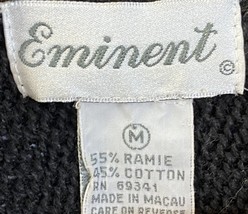 Eminent ©
M
55% RAMIE
45% COTTON
RN 69341
MADE IN MACAU
CARE ON REVERSE